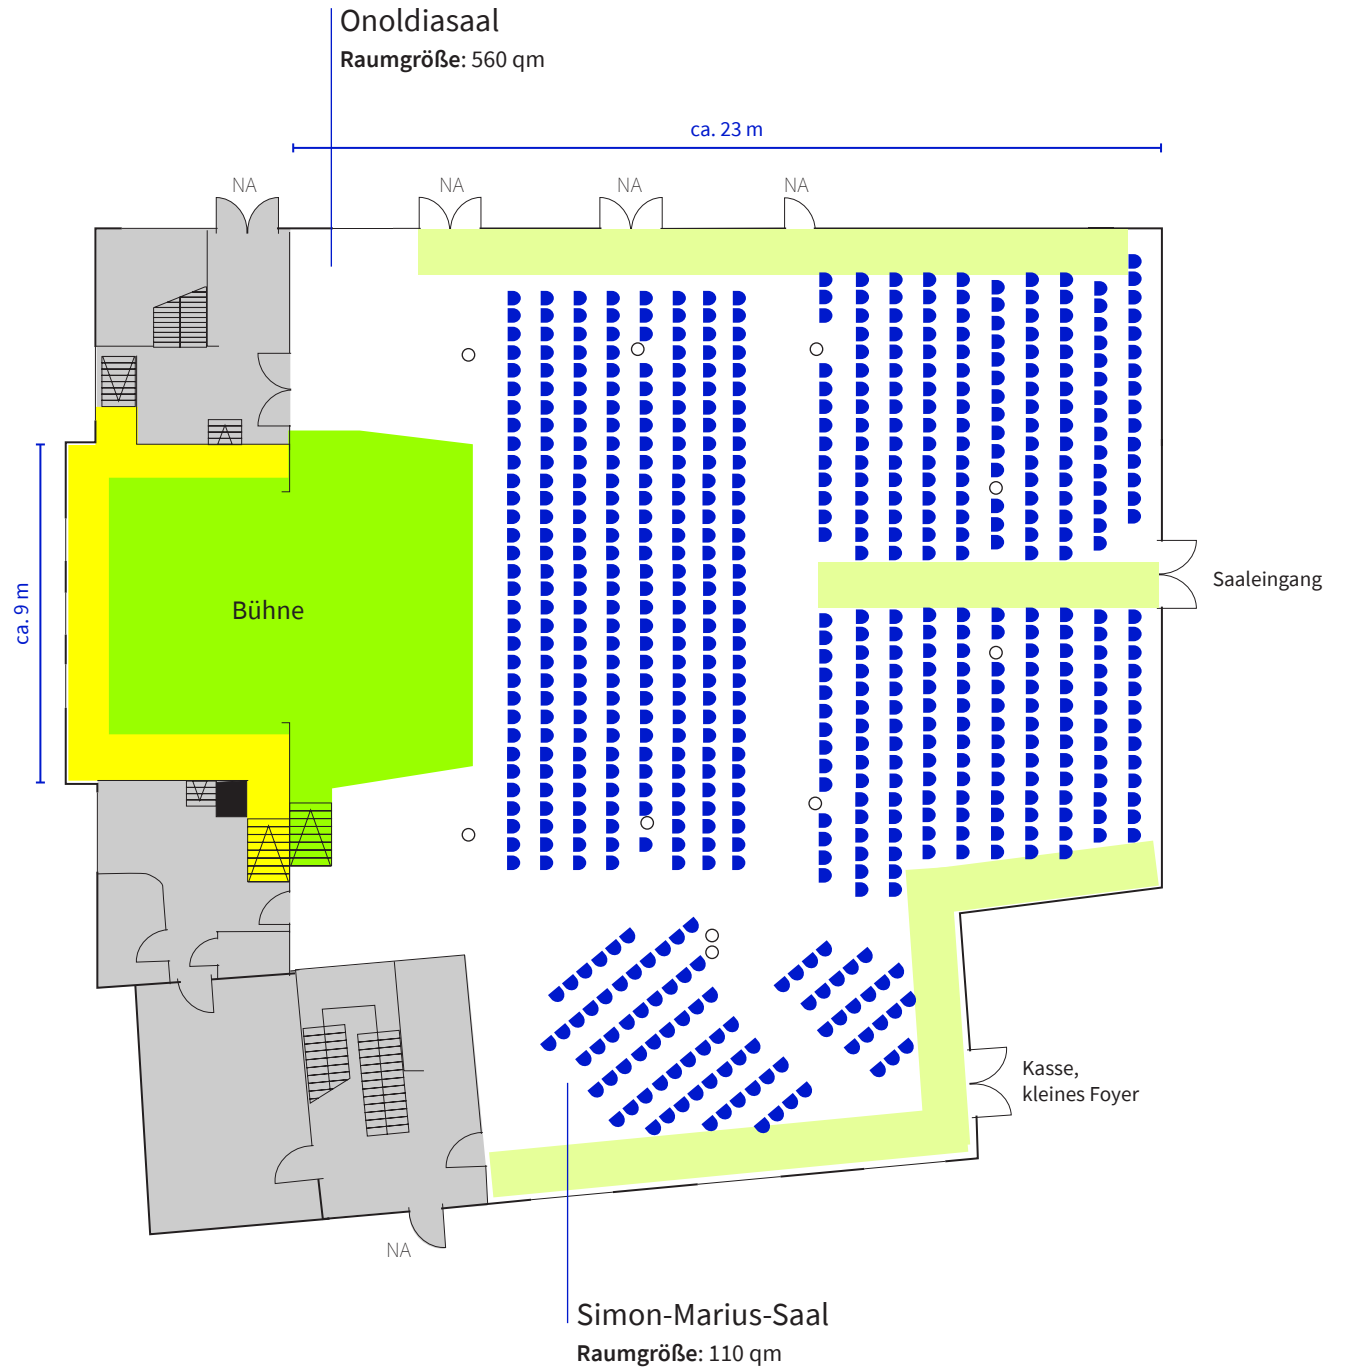 Onoldiasaal
Raumgröße: 560 qm
ca. 23 m
NA
NA
NA
NA
ca. 9 m
Bühne
Saaleingang
Kasse,
kleines Foyer
NA
Simon-Marius-Saal
Raumgröße: 110 qm